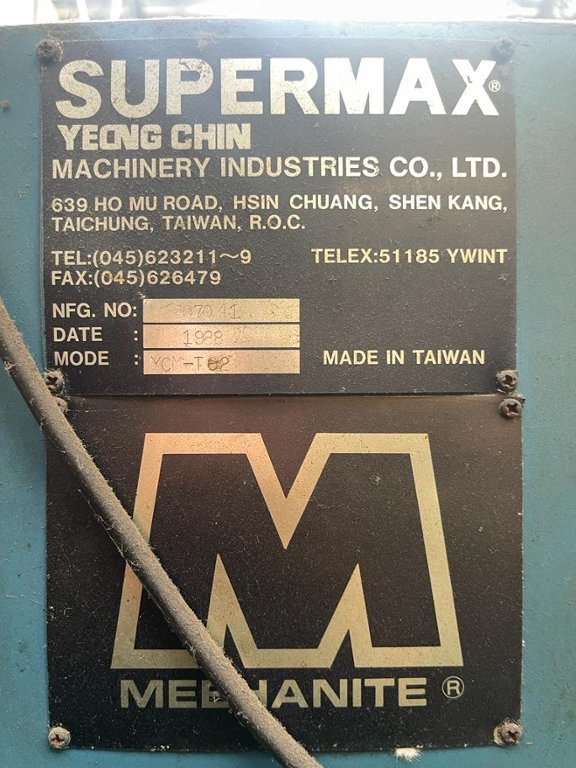 SUPERMAX®
YEONG CHIN
MACHINERY INDUSTRIES CO., LTD.
639 HO MU ROAD, HSIN CHUANG, SHEN KANG,
TAICHUNG, TAIWAN, R.O.C.
TEL:(045)623211~9 TELEX:51185 YWINT
FAX:(045)626479
NFG. NO:
DATE : 1988
MODE : MADE IN TAIWAN
M
MEEHANITE ®